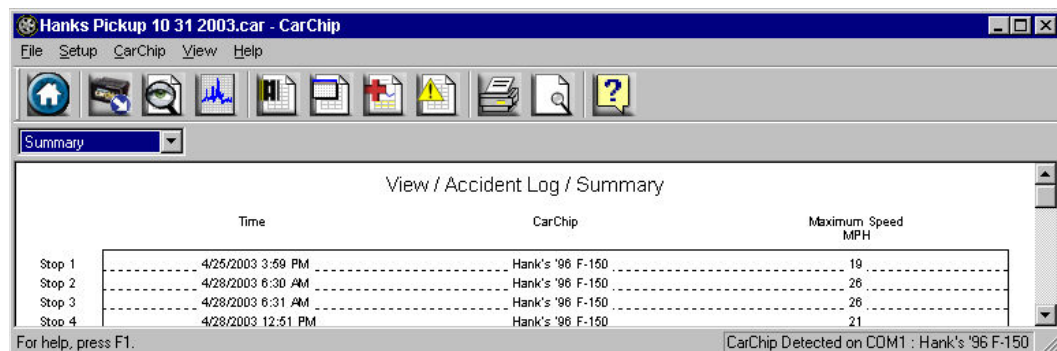 Hanks Pickup 10 31 2003.car - CarChip
File Setup CarChip View Help
Summary
View / Accident Log / Summary
Time CarChip Maximum Speed
MPH
Stop 1 4/25/2003 3:59 PM Hank's '96 F-150 19
Stop 2 4/28/2003 6:30 AM Hank's '96 F-150 26
Stop 3 4/28/2003 6:31 AM Hank's '96 F-150 26
Stop 4 4/28/2003 12:51 PM Hank's '96 F-150 21
For help, press F1. CarChip Detected on COM1 : Hank's '96 F-150